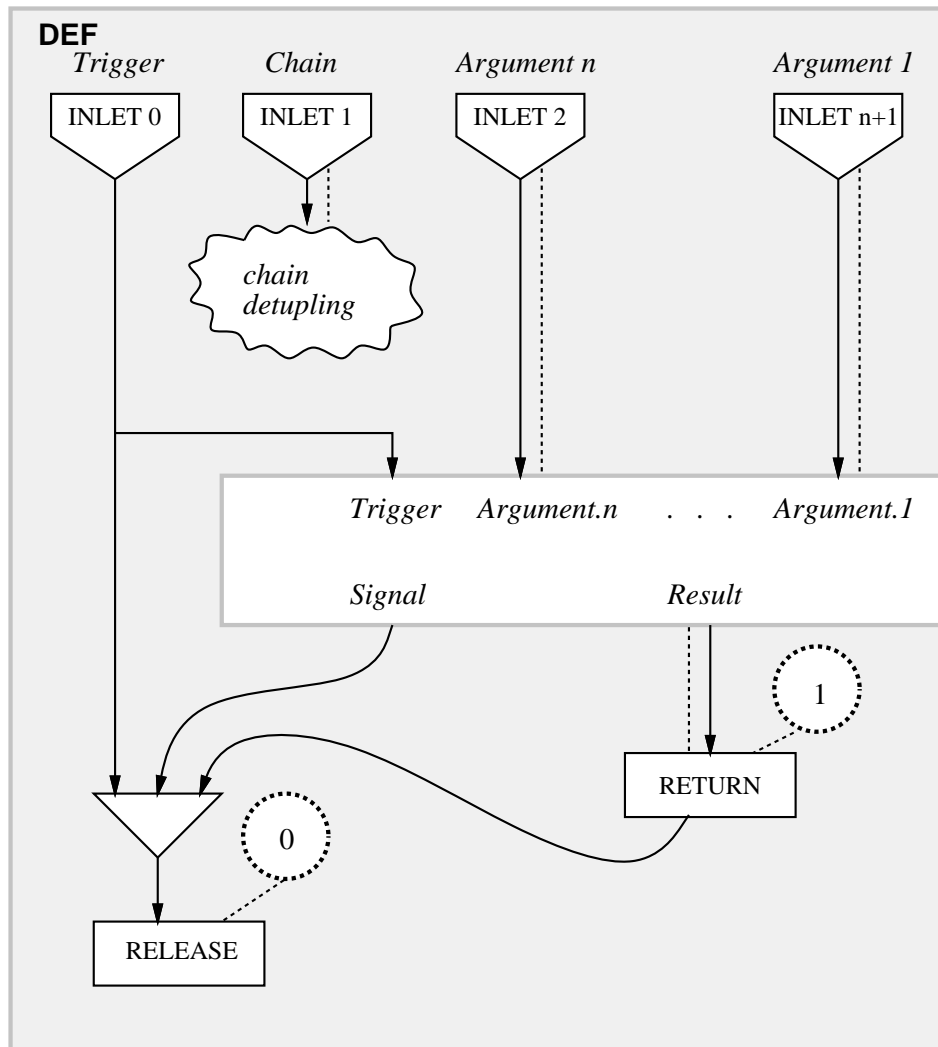 DEF
Trigger Chain Argument n Argument 1
INLET 0 INLET 1 INLET 2 INLET n+1
chain
detupling
Trigger Argument.n . . . Argument.1
Signal Result
1
RETURN
0
RELEASE